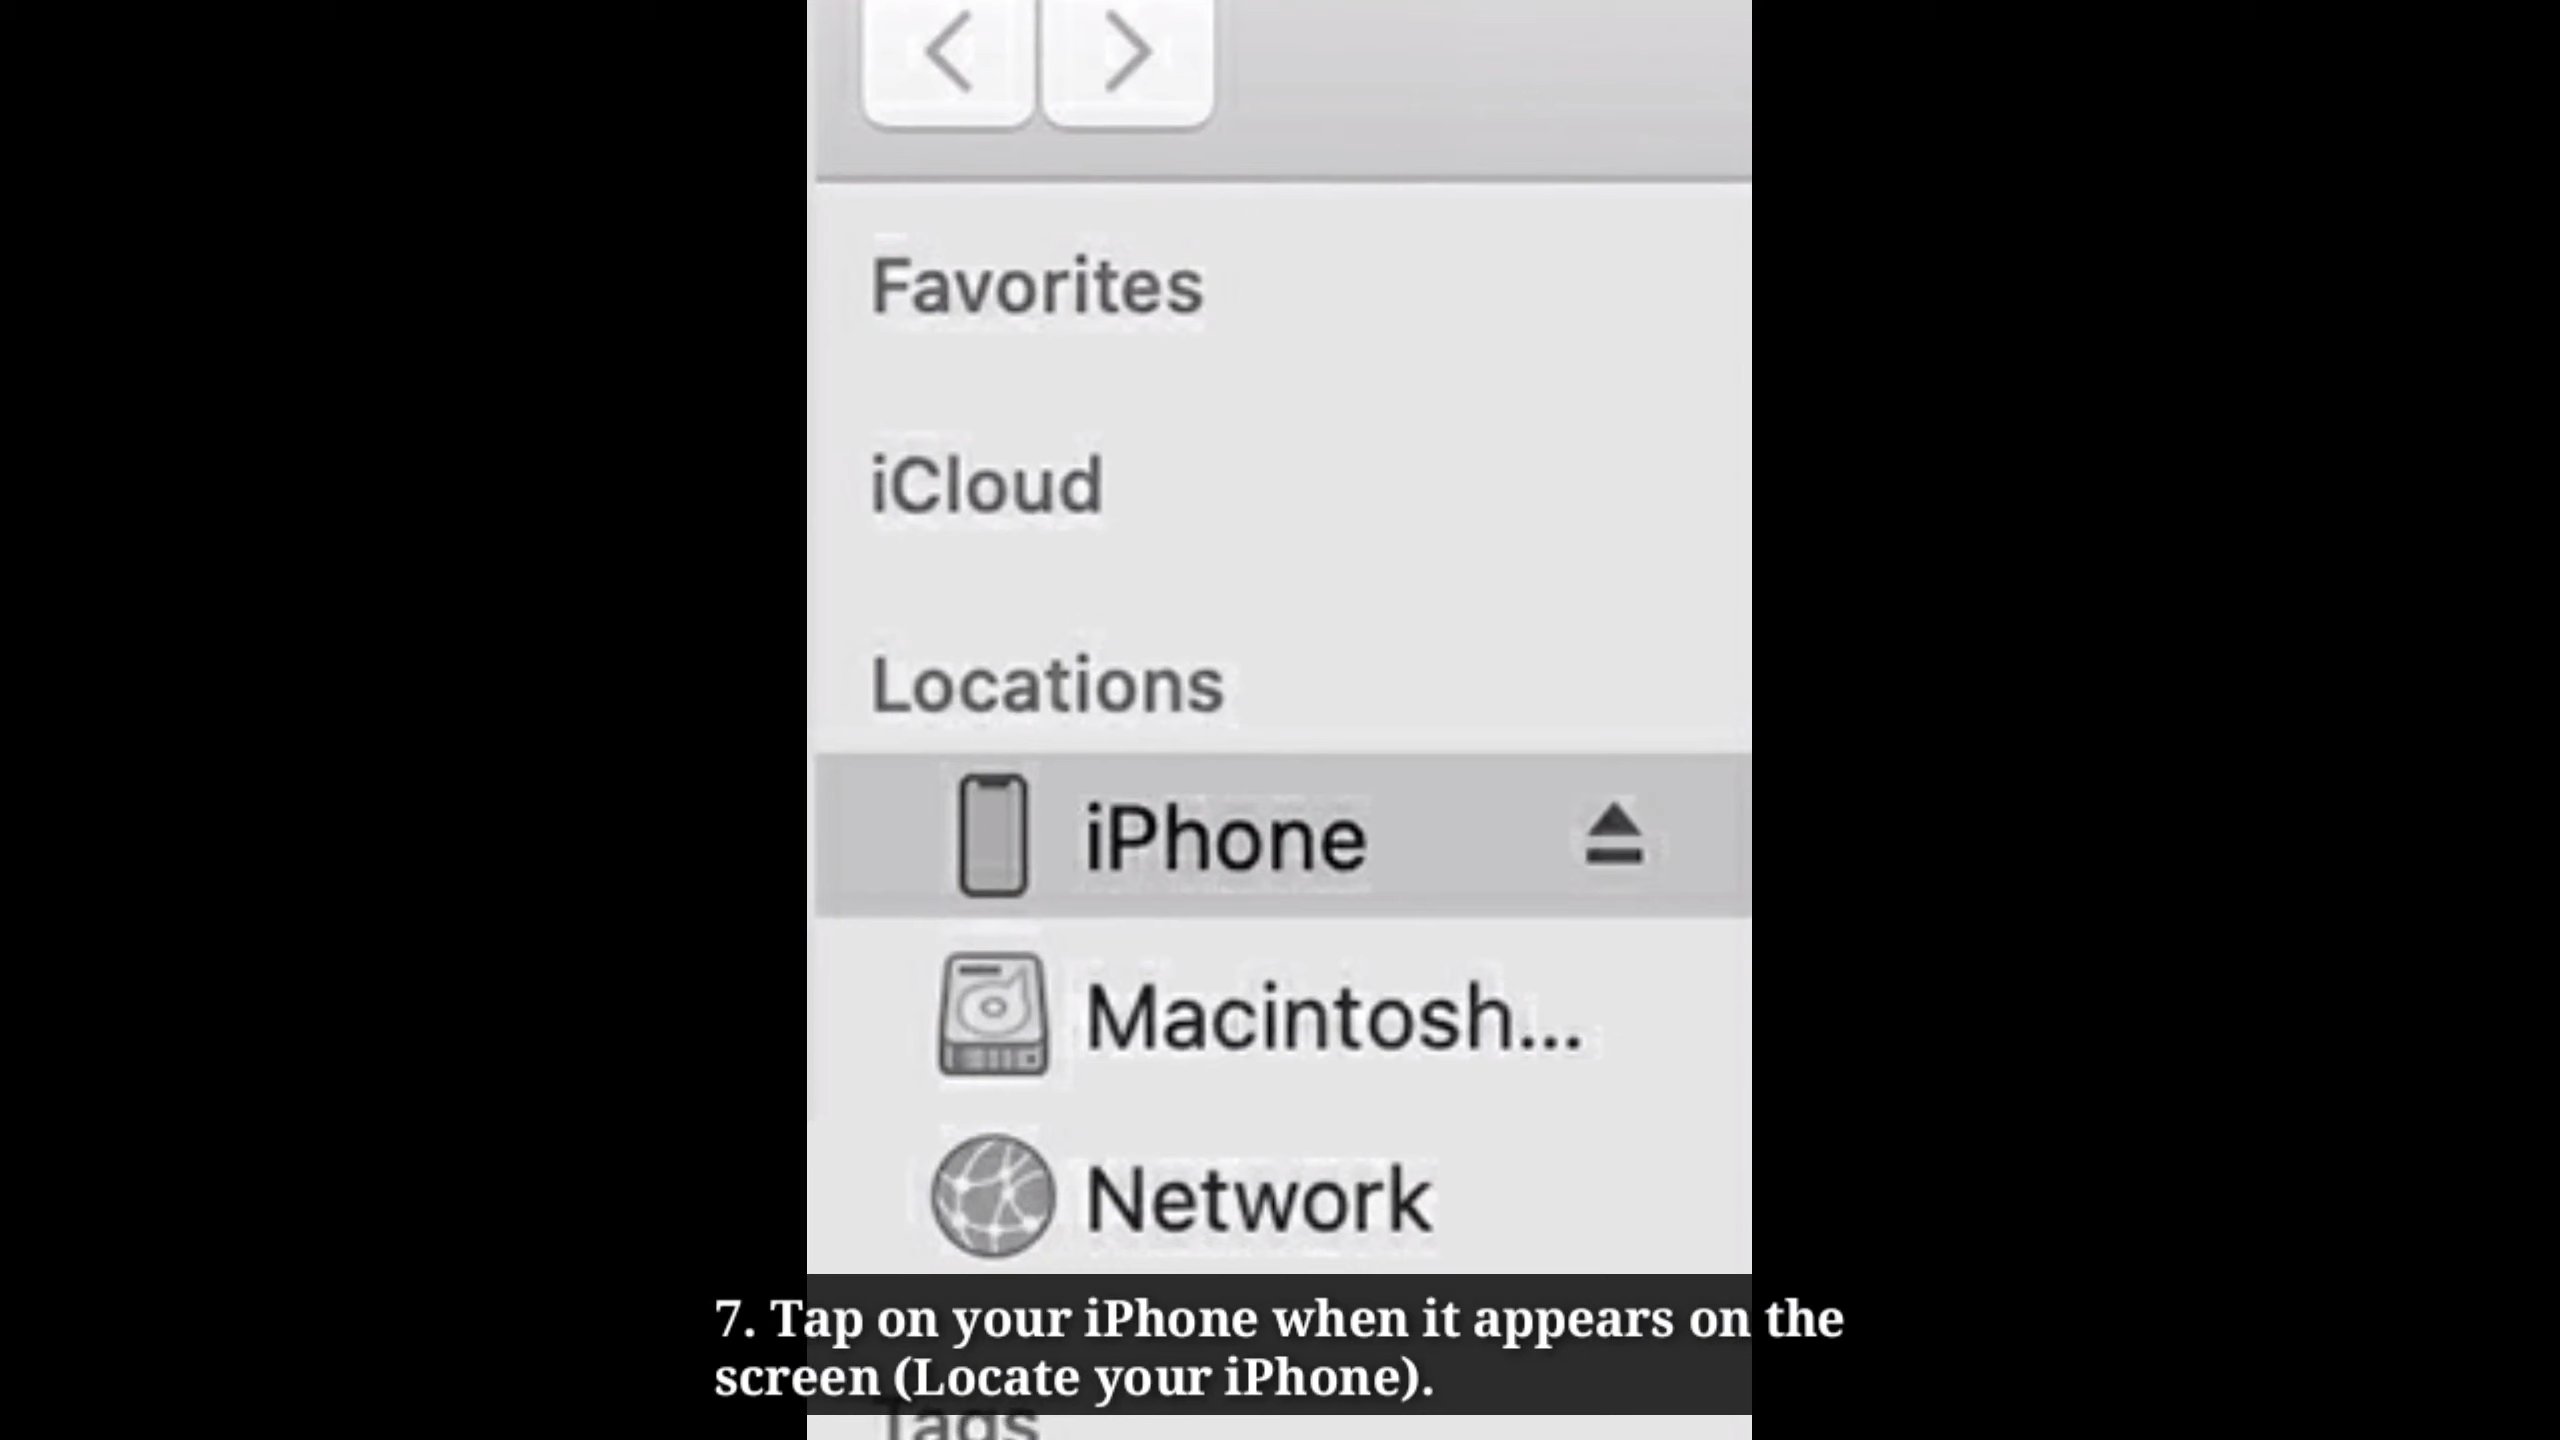 Favorites
iCloud
Locations
iPhone
Macintosh...
Network
7. Tap on your iPhone when it appears on the
screen (Locate your iPhone).
Tags